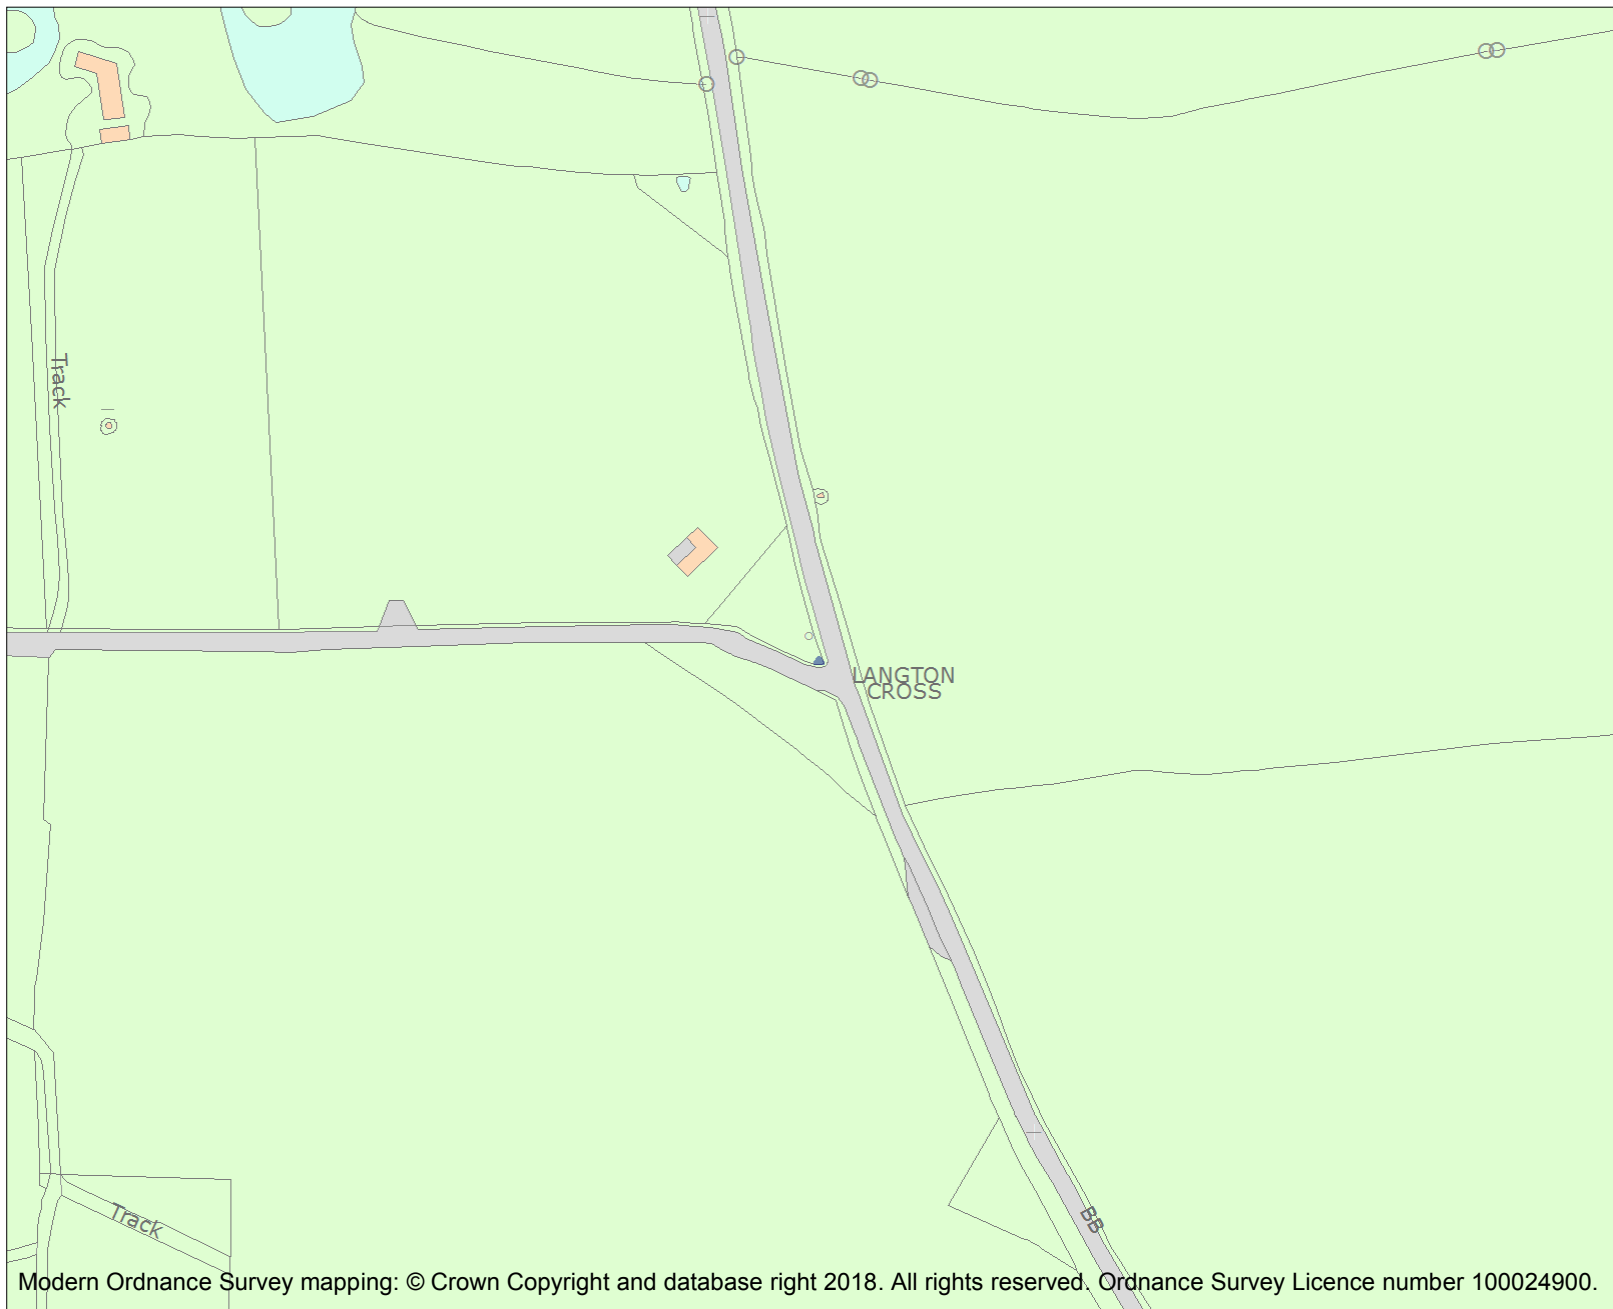 Track
LANGTON
CROSS
Track
BB
Modern Ordnance Survey mapping: © Crown Copyright and database right 2018. All rights reserved. Ordnance Survey Licence number 100024900.